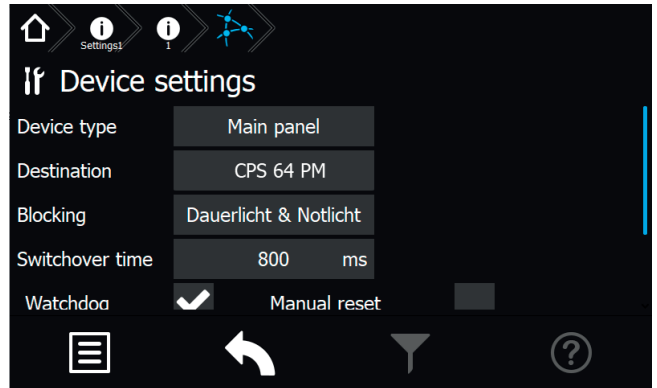 Settings1
1
Device settings
Device type Main panel
Destination CPS 64 PM
Blocking Dauerlicht & Notlicht
Switchover time 800 ms
Watchdog Manual reset